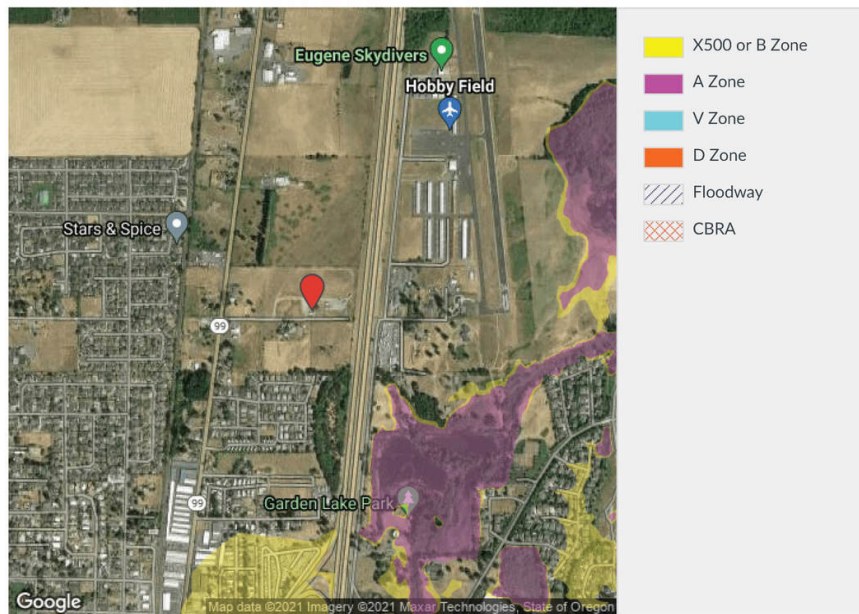 Eugene Skydivers
Hobby Field
Stars & Spice
99
99
Garden Lake Park
Google
Map data ©2021 Imagery ©2021 Maxar Technologies, State of Oregon
X500 or B Zone
A Zone
V Zone
D Zone
Floodway
CBRA